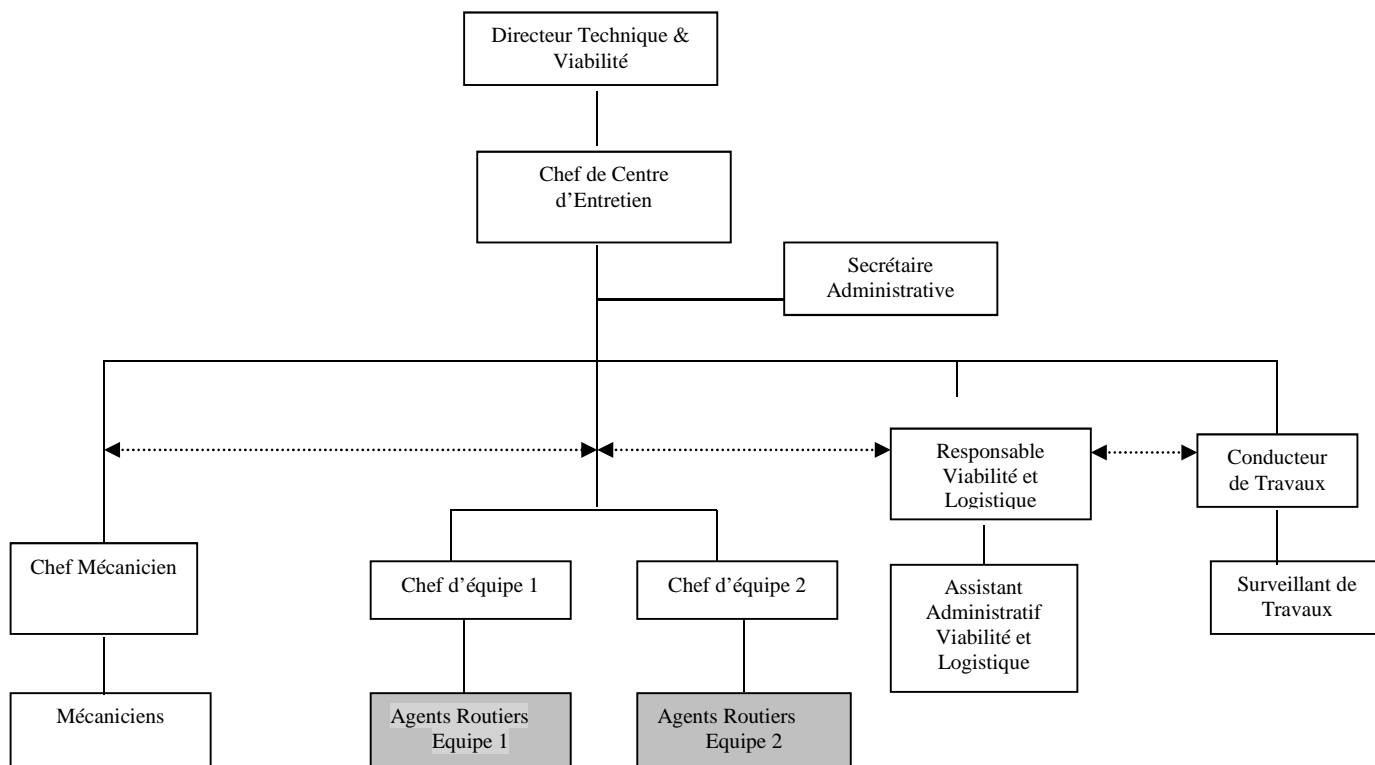 Directeur Technique &
Viabilité
Chef de Centre
d’Entretien
Secrétaire
Administrative
Responsable
Viabilité et
Logistique
Conducteur
de Travaux
Chef Mécanicien
Chef d’équipe 1
Chef d’équipe 2
Assistant
Administratif
Viabilité et
Logistique
Surveillant de
Travaux
Mécaniciens
Agents Routiers
Equipe 1
Agents Routiers
Equipe 2